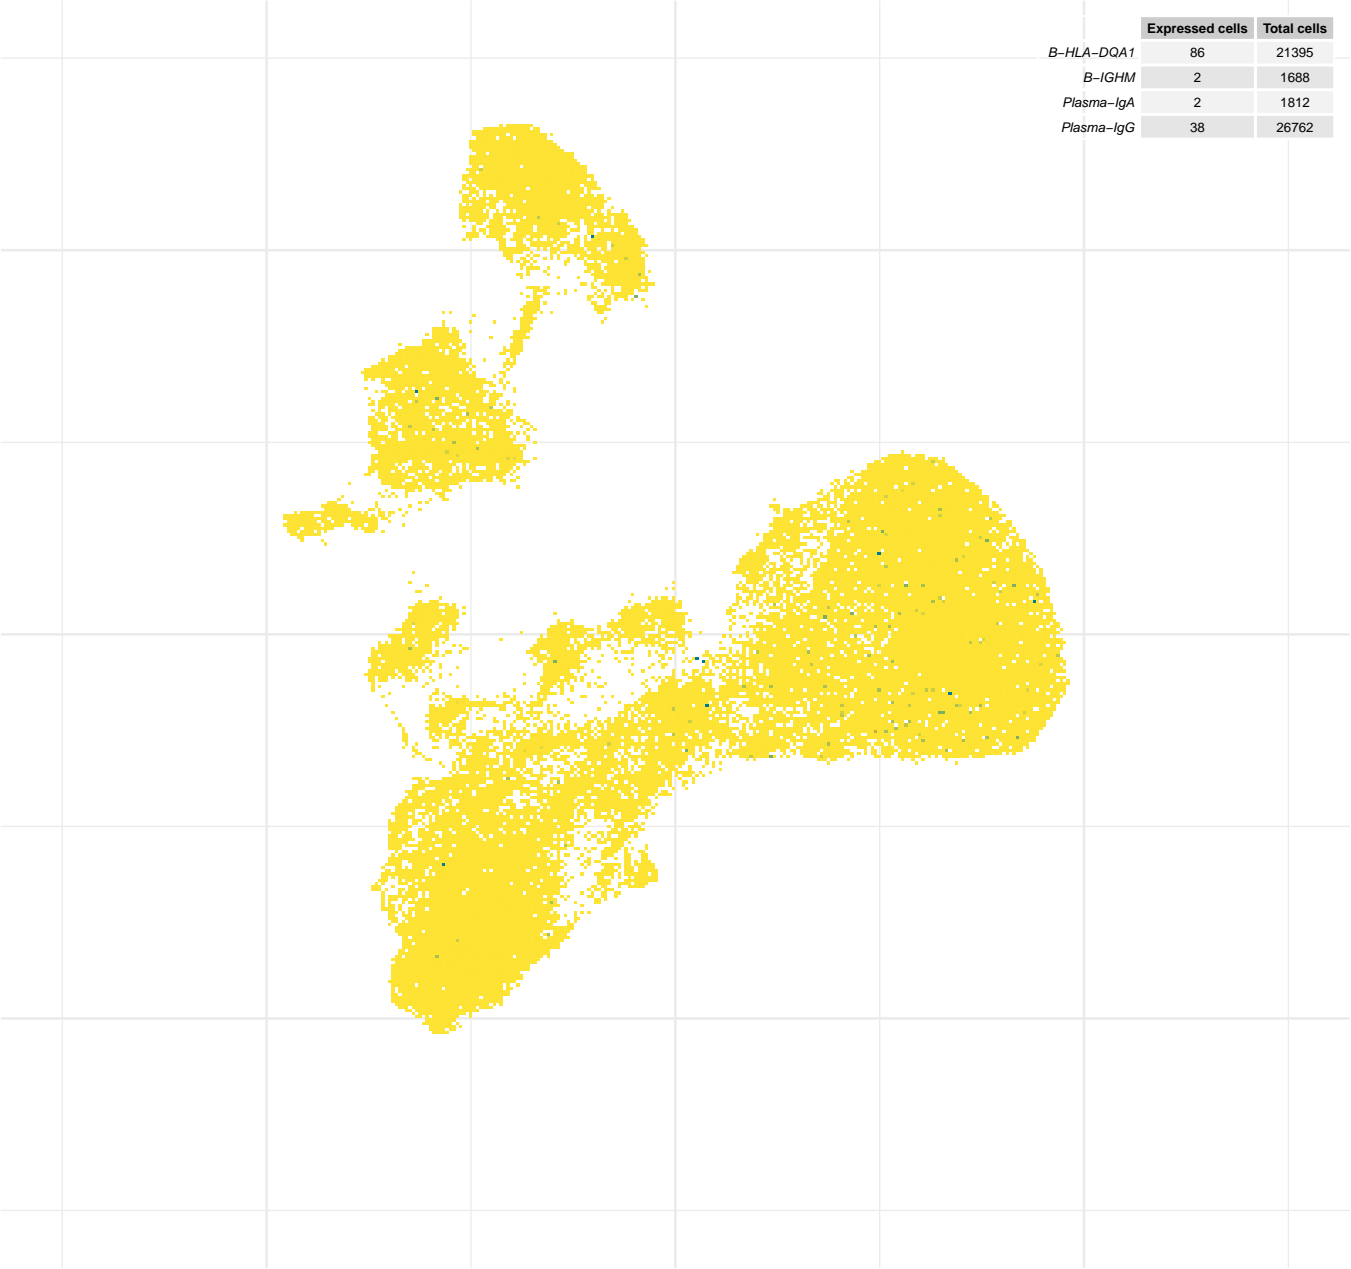 Expressed cells Total cells
B−HLA−DQA1 86 21395
B−IGHM 2 1688
Plasma−IgA 2 1812
Plasma−IgG 38 26762